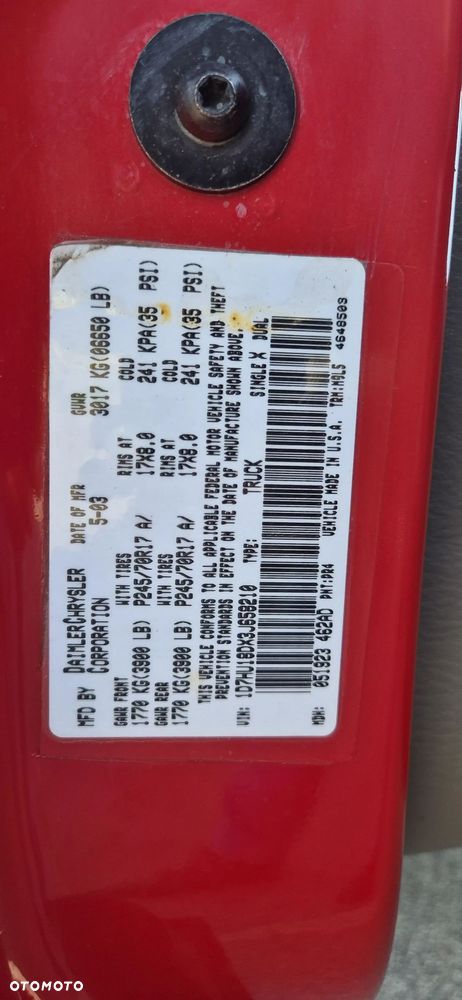 MFD BY DAIMLERCHRYSLER CORPORATION
DATE OF MFR 5-03
GVWR 3017 KG(06650 LB)
GAWR FRONT WITH TIRES RIMS AT COLD
1770 KG(3900 LB) P245/70R17 A/ 17X8.0 241 KPA(35 PSI)
GAWR REAR WITH TIRES RIMS AT COLD
1770 KG(3900 LB) P245/70R17 A/ 17X8.0 241 KPA(35 PSI)
THIS VEHICLE CONFORMS TO ALL APPLICABLE FEDERAL MOTOR VEHICLE SAFETY AND THEFT
PREVENTION STANDARDS IN EFFECT ON THE DATE OF MANUFACTURE SHOWN ABOVE.
VIN: 1D7HU18DX3J658210 TYPE: TRUCK SINGLE X DUAL
MDH: 051923 462AD PNT:PR4 VEHICLE MADE IN U.S.A. TRM:M9L5 4648503
OTOMOTO